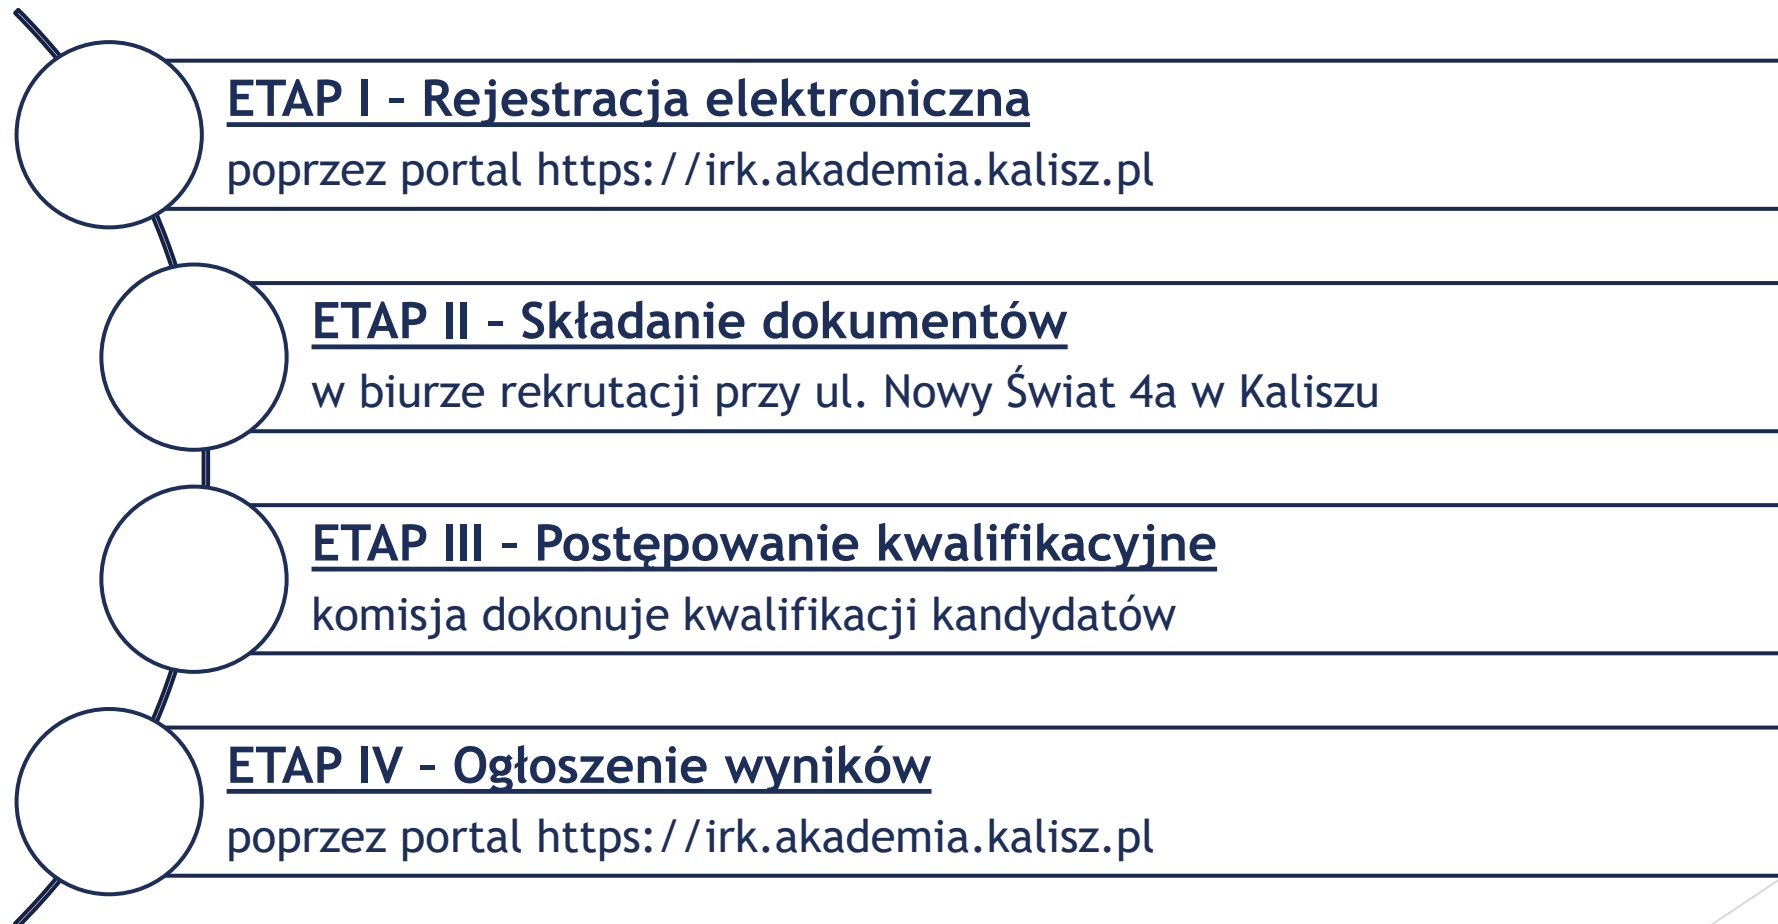 ETAP I – Rejestracja elektroniczna
poprzez portal https://irk.akademia.kalisz.pl
ETAP II – Składanie dokumentów
w biurze rekrutacji przy ul. Nowy Świat 4a w Kaliszu
ETAP III – Postępowanie kwalifikacyjne
komisja dokonuje kwalifikacji kandydatów
ETAP IV – Ogłoszenie wyników
poprzez portal https://irk.akademia.kalisz.pl